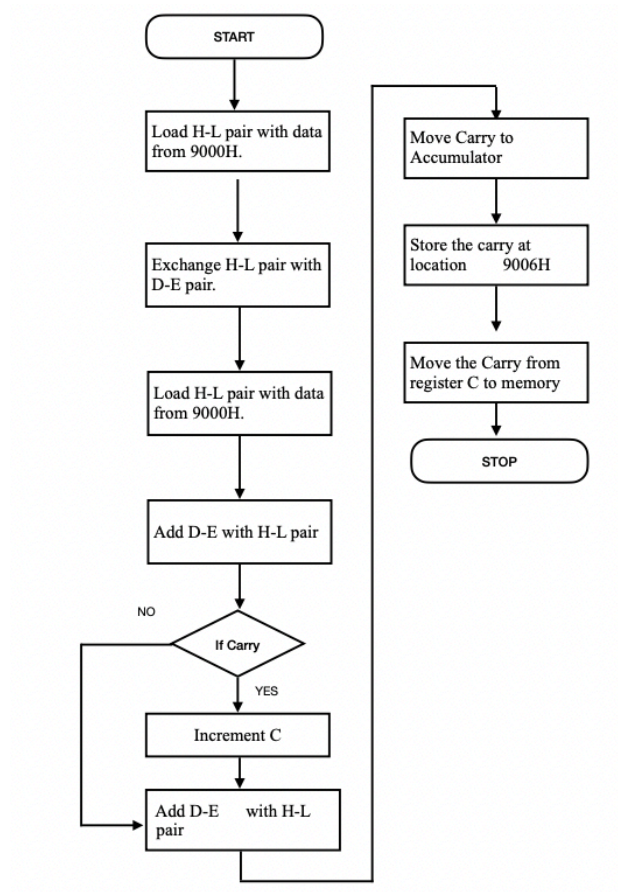 START
Load H-L pair with data
from 9000H.
Exchange H-L pair with
D-E pair.
Load H-L pair with data
from 9000H.
Add D-E with H-L pair
If Carry
NO
YES
Increment C
Add D-E with H-L
pair
Move Carry to
Accumulator
Store the carry at
location 9006H
Move the Carry from
register C to memory
STOP